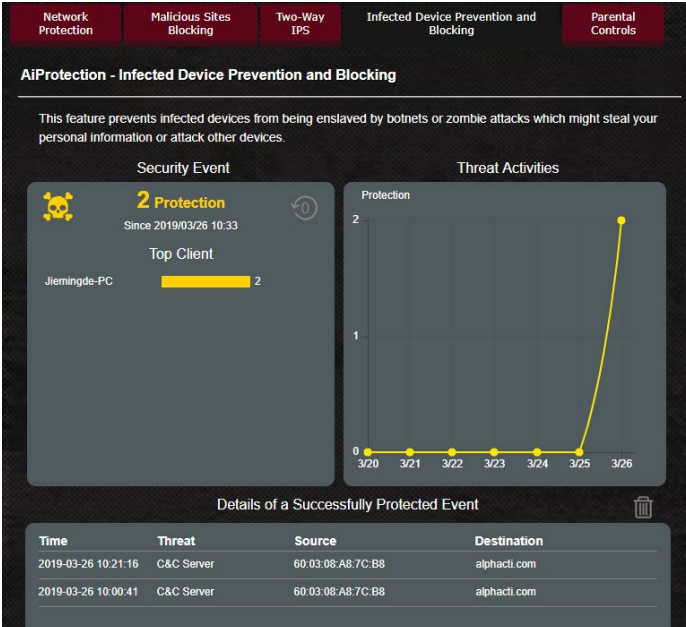 Network Protection
Malicious Sites Blocking
Two-Way IPS
Infected Device Prevention and Blocking
Parental Controls
AiProtection - Infected Device Prevention and Blocking
This feature prevents infected devices from being enslaved by botnets or zombie attacks which might steal your
personal information or attack other devices.
Security Event
2 Protection
0
Since 2019/03/26 10:33
Top Client
Jiemingde-PC 2
Threat Activities
Protection
2
1
0
3/20 3/21 3/22 3/23 3/24 3/25 3/26
Details of a Successfully Protected Event
Time Threat Source Destination
2019-03-26 10:21:16 C&C Server 60:03:08:A8:7C:B8 alphacti.com
2019-03-26 10:00:41 C&C Server 60:03:08:A8:7C:B8 alphacti.com